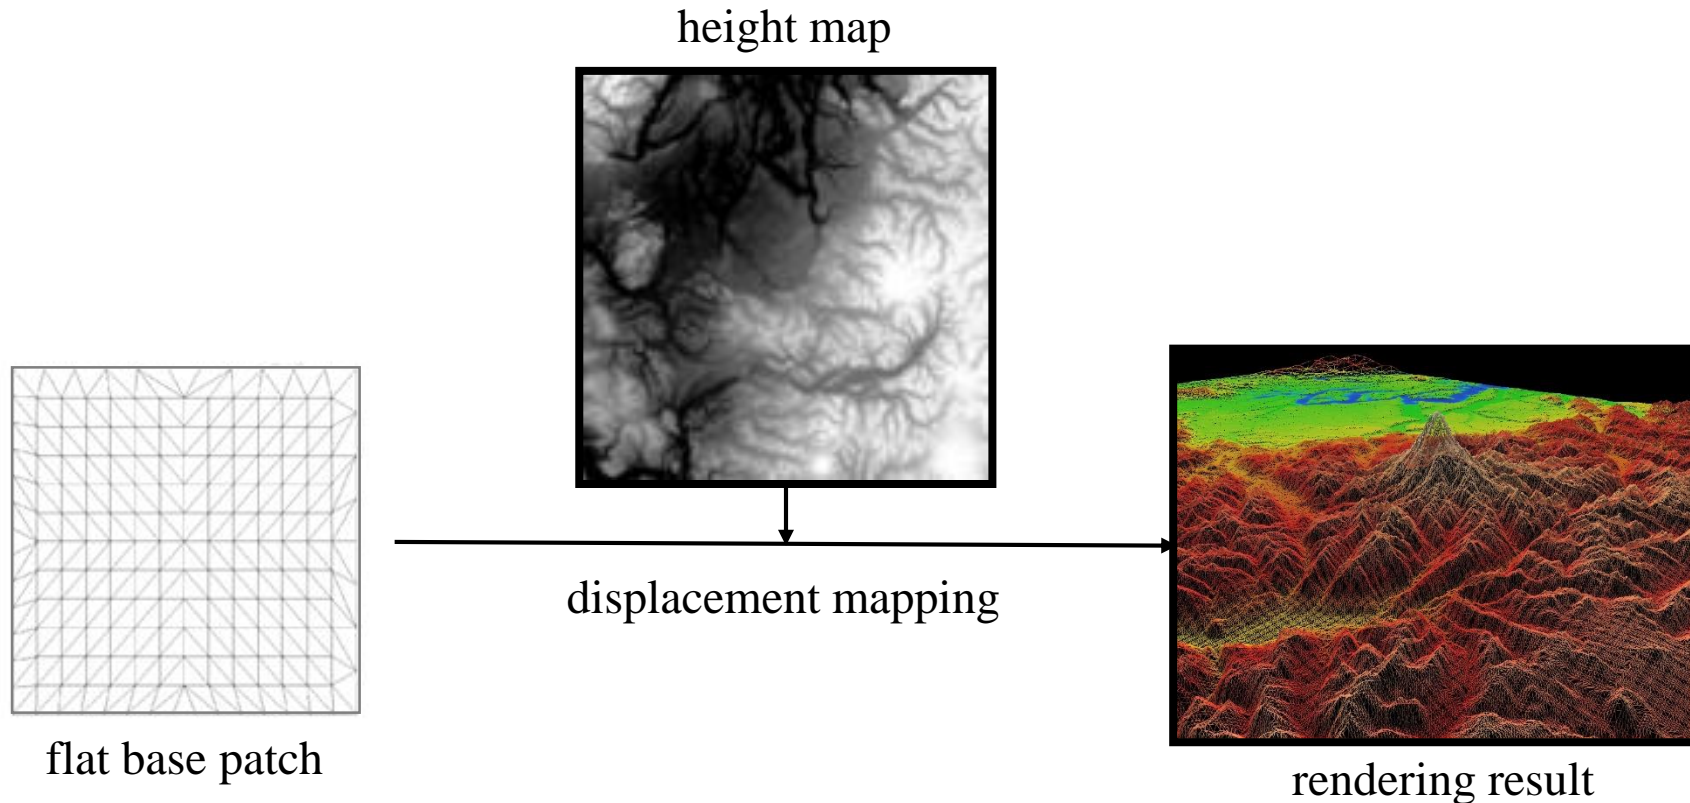 height map
displacement mapping
flat base patch
rendering result